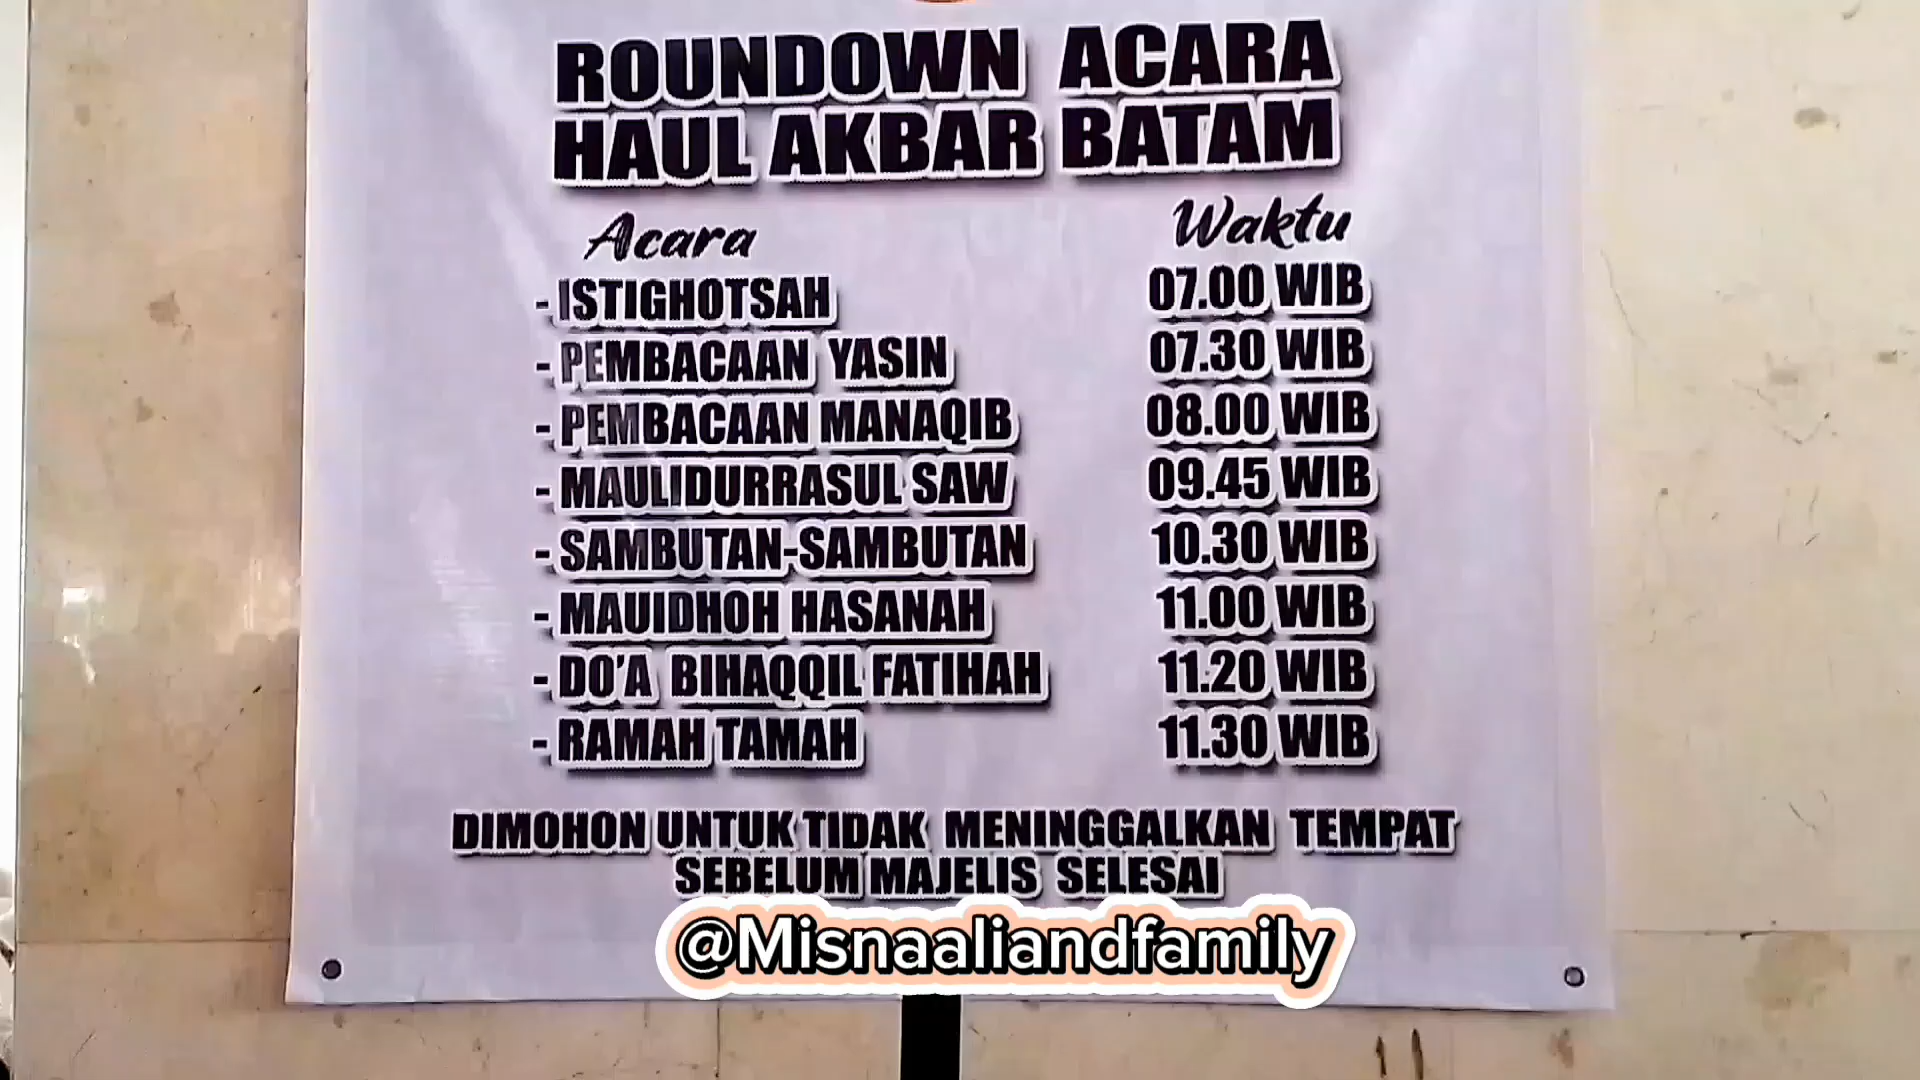 ROUNDOWN ACARA
HAUL AKBAR BATAM
Acara Waktu
- ISTIGHOTSAH 07.00 WIB
- PEMBACAAN YASIN 07.30 WIB
- PEMBACAAN MANAQIB 08.00 WIB
- MAULIDURRASUL SAW 09.45 WIB
- SAMBUTAN-SAMBUTAN 10.30 WIB
- MAUIDHOH HASANAH 11.00 WIB
- DO'A BIHAQQIL FATIHAH 11.20 WIB
- RAMAH TAMAH 11.30 WIB
DIMOHON UNTUK TIDAK MENINGGALKAN TEMPAT
SEBELUM MAJELIS SELESAI
@Misnaaliandfamily